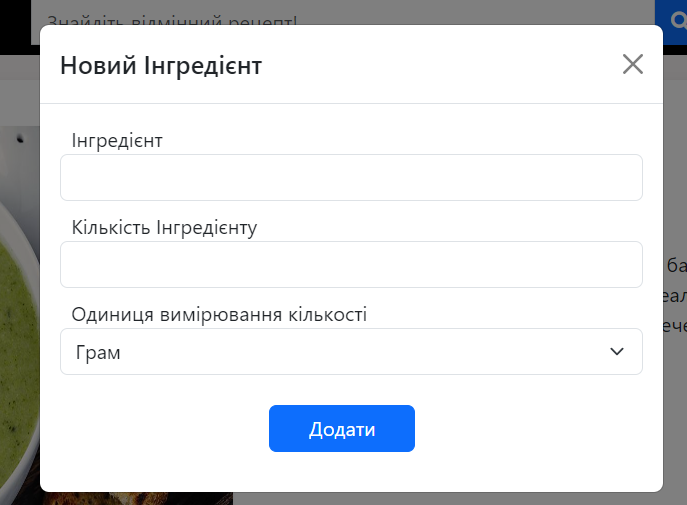 Знайдіть відмінний рецепт!
Новий Інгредієнт
Інгредієнт
Кількість Інгредієнту
Одиниця вимірювання кількості
Грам
Додати